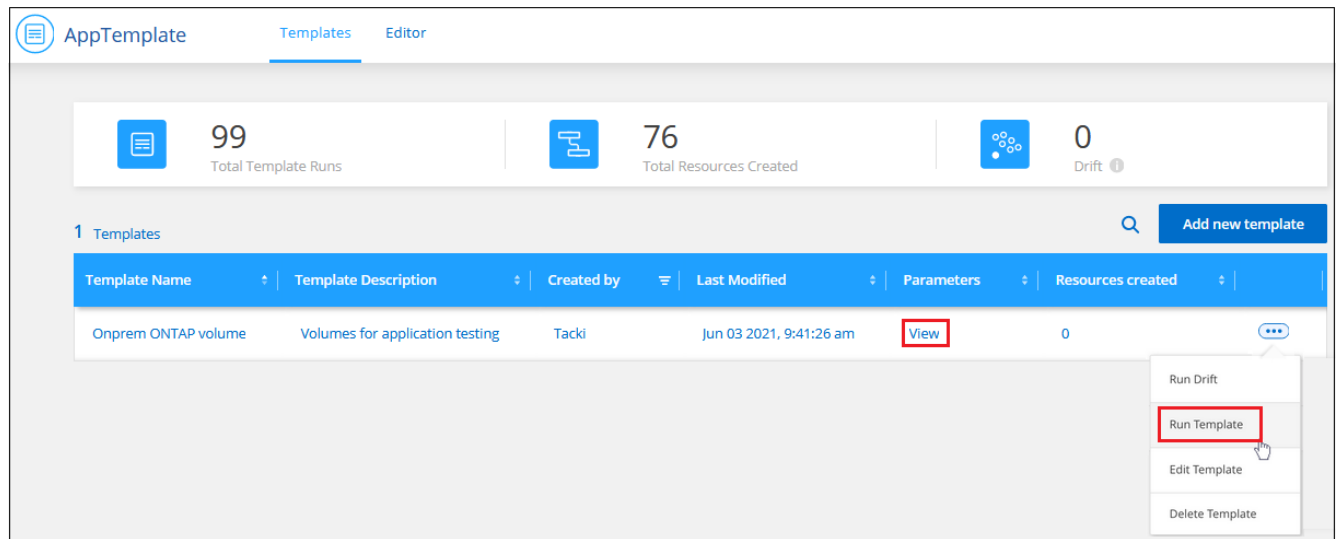 AppTemplate Templates Editor
99 76 0
Total Template Runs Total Resources Created Drift
1 Templates Add new template
Template Name Template Description Created by Last Modified Parameters Resources created
Onprem ONTAP volume Volumes for application testing Tacki Jun 03 2021, 9:41:26 am View 0
Run Drift
Run Template
Edit Template
Delete Template